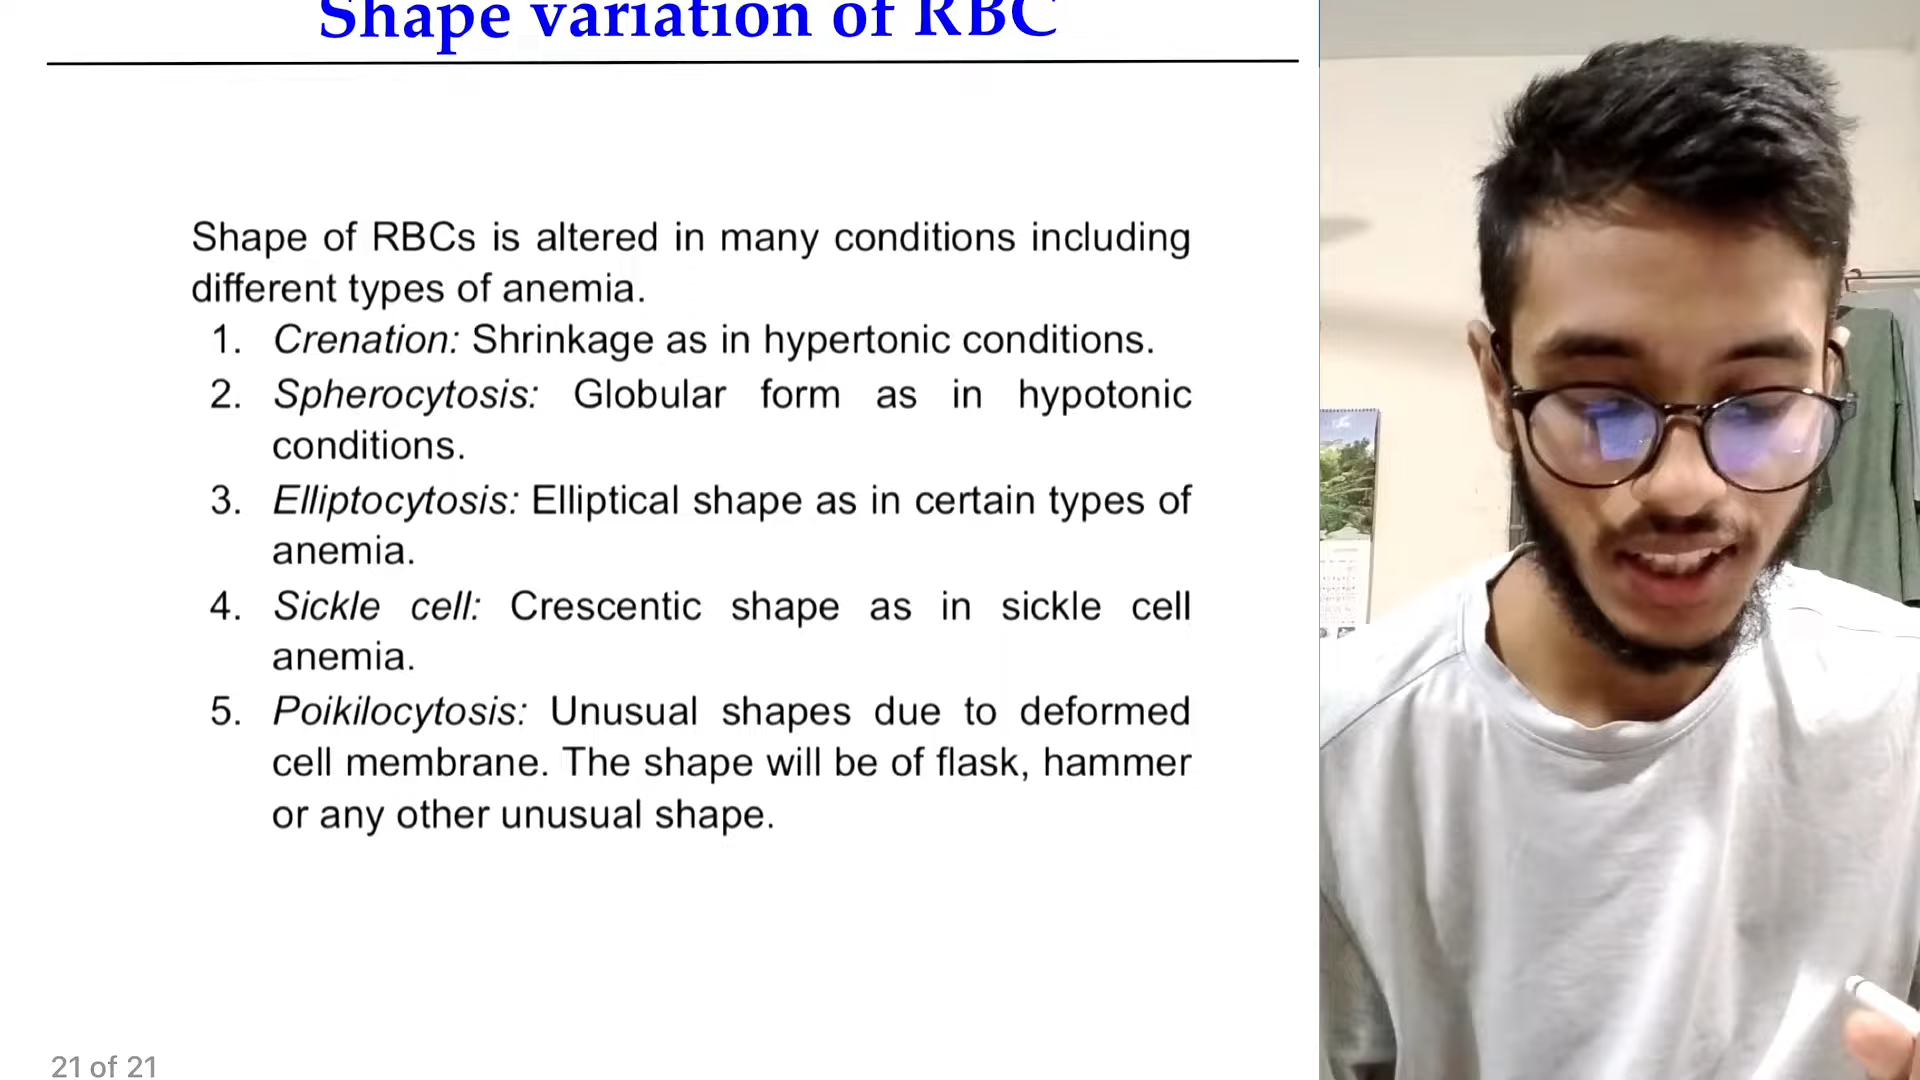 Shape variation of RBC
Shape of RBCs is altered in many conditions including
different types of anemia.
1. Crenation: Shrinkage as in hypertonic conditions.
2. Spherocytosis: Globular form as in hypotonic
conditions.
3. Elliptocytosis: Elliptical shape as in certain types of
anemia.
4. Sickle cell: Crescentic shape as in sickle cell
anemia.
5. Poikilocytosis: Unusual shapes due to deformed
cell membrane. The shape will be of flask, hammer
or any other unusual shape.
21 of 21